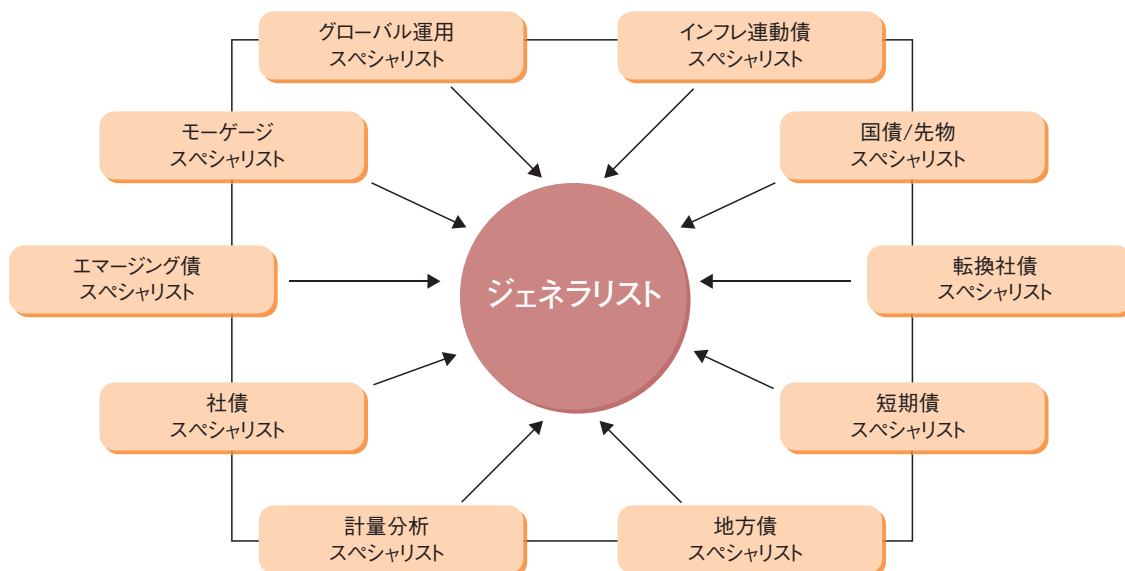 グローバル運用
スペシャリスト
インフレ連動債
スペシャリスト
モーゲージ
スペシャリスト
国債/先物
スペシャリスト
エマージング債
スペシャリスト
ジェネラリスト
転換社債
スペシャリスト
社債
スペシャリスト
短期債
スペシャリスト
計量分析
スペシャリスト
地方債
スペシャリスト